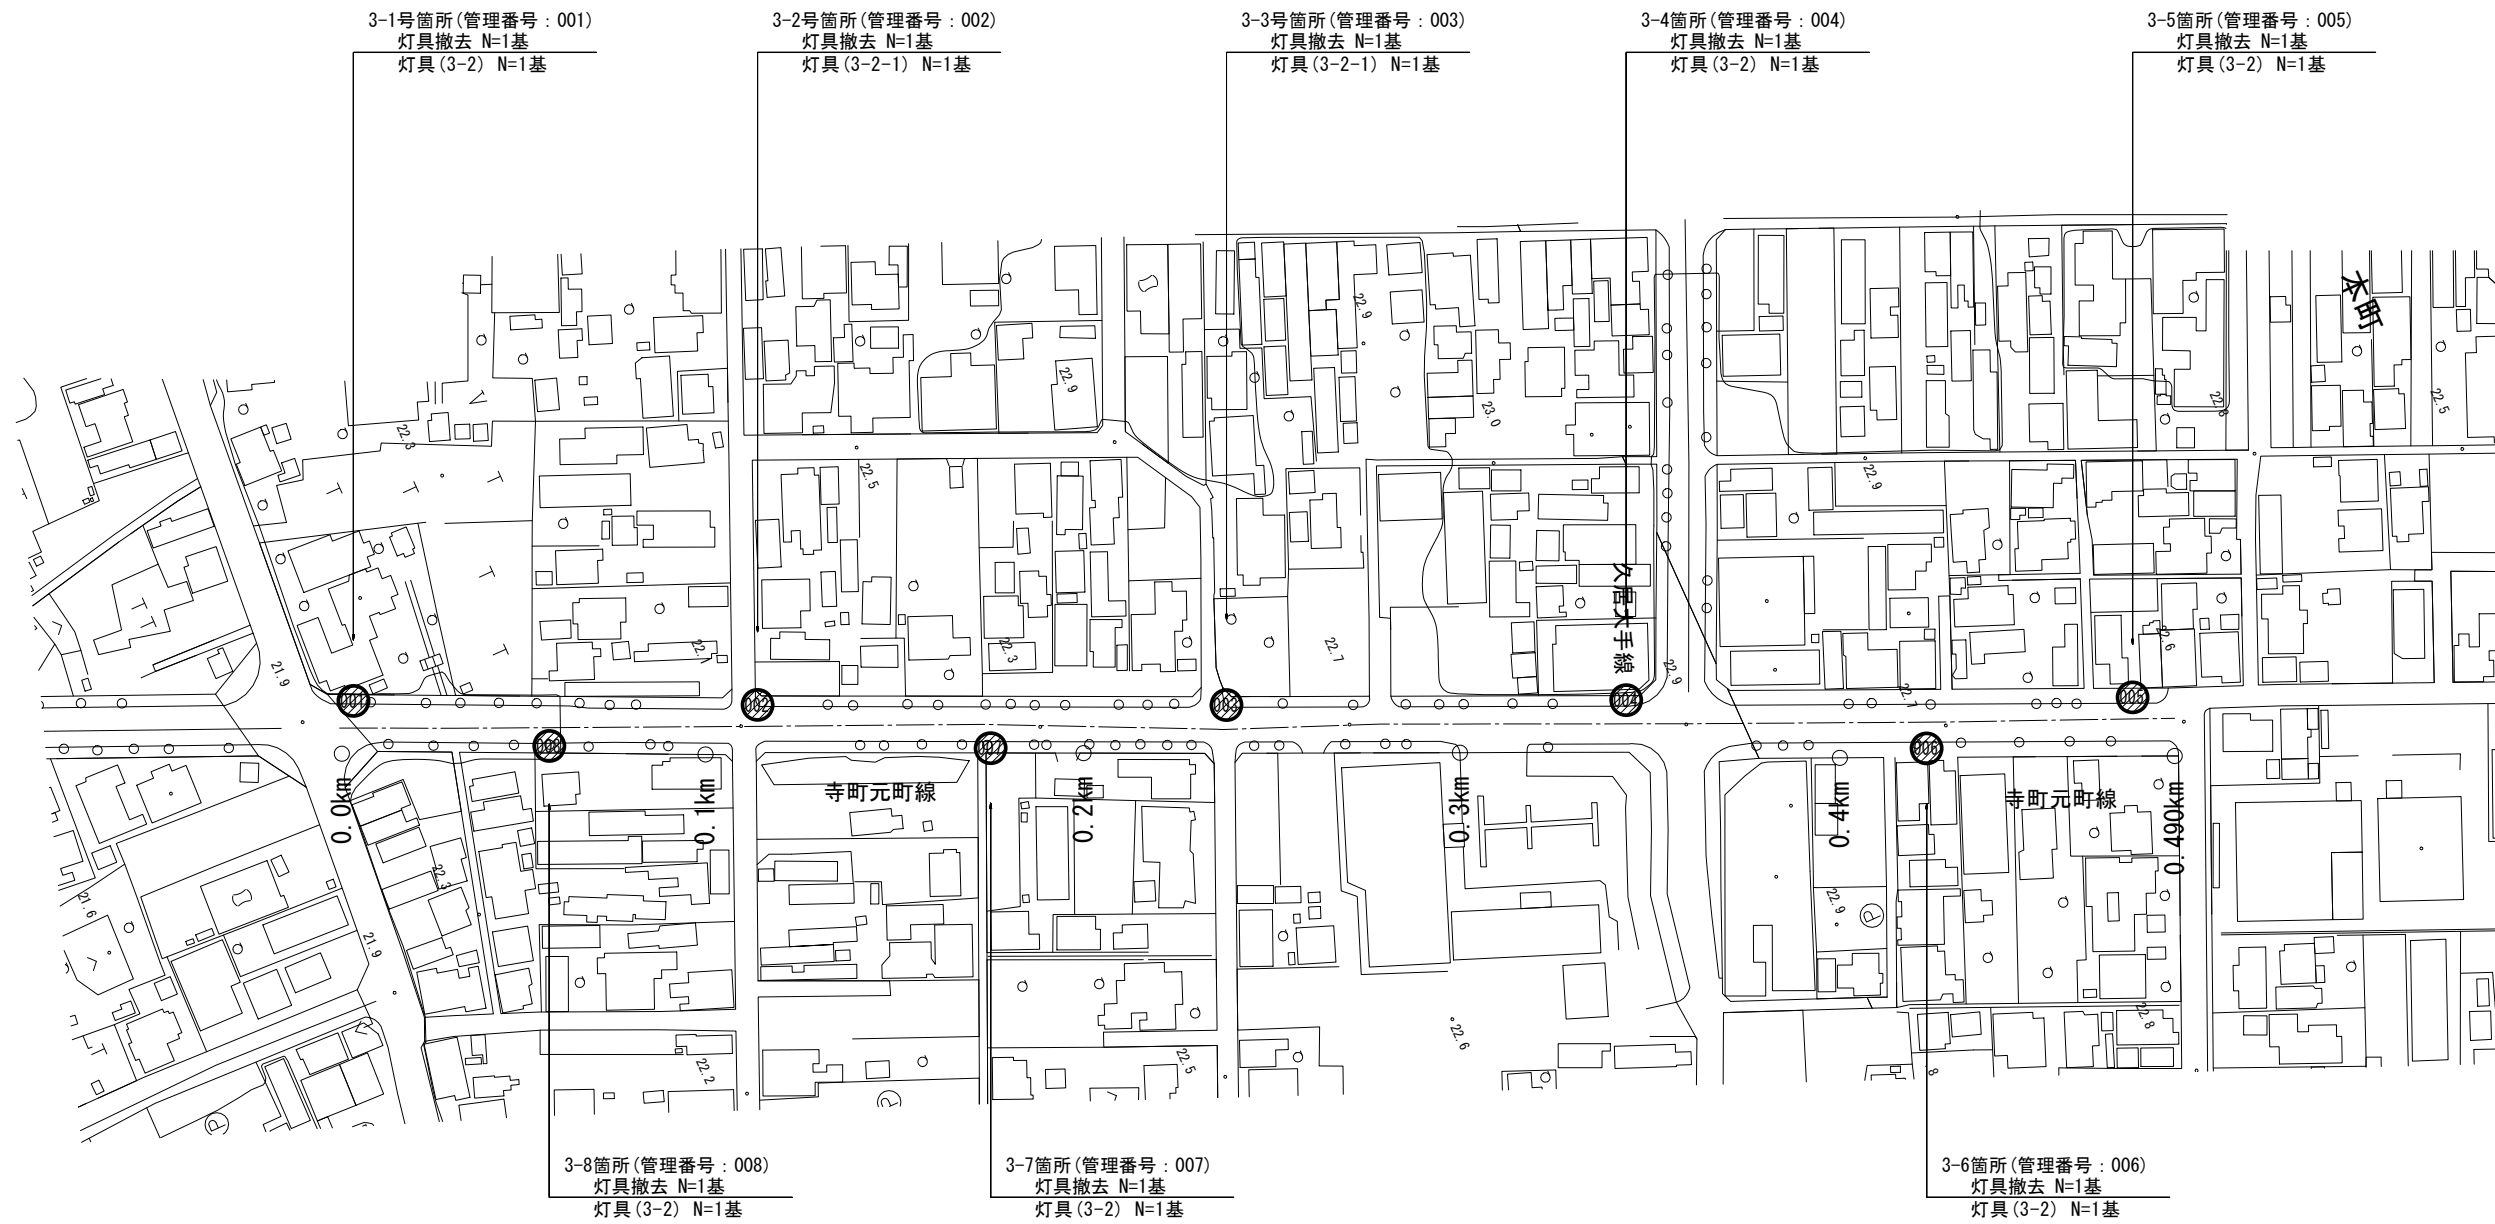 3-1号箇所(管理番号：001)
灯具撤去 N=1基
灯具(3-2) N=1基
3-2号箇所(管理番号：002)
灯具撤去 N=1基
灯具(3-2-1) N=1基
3-3号箇所(管理番号：003)
灯具撤去 N=1基
灯具(3-2-1) N=1基
3-4箇所(管理番号：004)
灯具撤去 N=1基
灯具(3-2) N=1基
3-5箇所(管理番号：005)
灯具撤去 N=1基
灯具(3-2) N=1基
本町
22.9
22.9
23.0
22.8
22.5
22.3
22.5
22.9
久居大手線
21.9
22.3
22.7
22.9
22.6
001
002
003
004
005
008
007
006
0.0km
0.1km
寺町元町線
0.2km
0.3km
0.4km
寺町元町線
0.490km
22.3
21.6
21.9
22.9
P
22.2
22.5
22.6
22.8
P
P
3-8箇所(管理番号：008)
灯具撤去 N=1基
灯具(3-2) N=1基
3-7箇所(管理番号：007)
灯具撤去 N=1基
灯具(3-2) N=1基
3-6箇所(管理番号：006)
灯具撤去 N=1基
灯具(3-2) N=1基